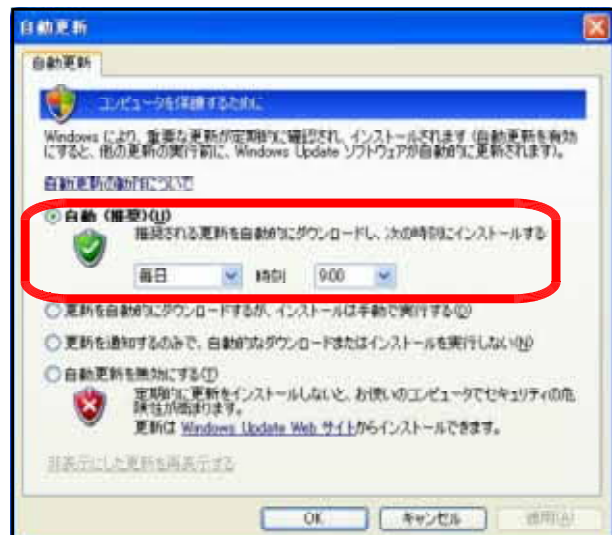 自動更新
自動更新
コンピュータを保護するために
Windows により、重要な更新が定期的に確認され、インストールされます (自動更新を有効
にすると、他の更新の実行前に、Windows Update ソフトウェアが自動的に更新されます)。
自動更新の動作について
自動 (推奨)(U)
推奨される更新を自動的にダウンロードし、次の時刻にインストールする
毎日 時刻 9:00
更新を自動的にダウンロードするが、インストールは手動で実行する(D)
更新を通知するのみで、自動的なダウンロードまたはインストールを実行しない(N)
自動更新を無効にする(T)
定期的に更新をインストールしないと、お使いのコンピュータでセキュリティの危
険性が高まります。
更新は Windows Update Web サイトからインストールできます。
非表示にした更新を再表示する
OK キャンセル 適用(A)